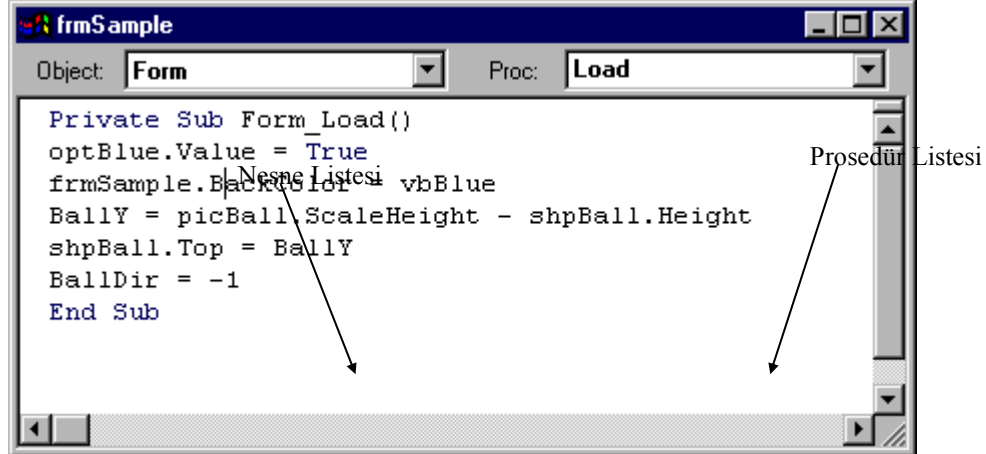 frmSample
Object: Form Proc: Load
Private Sub Form_Load()
optBlue.Value = True
frmSample.BackColor = vbBlue
BallY = picBall.ScaleHeight - shpBall.Height
shpBall.Top = BallY
BallDir = -1
End Sub
Nesne Listesi
Prosedür Listesi